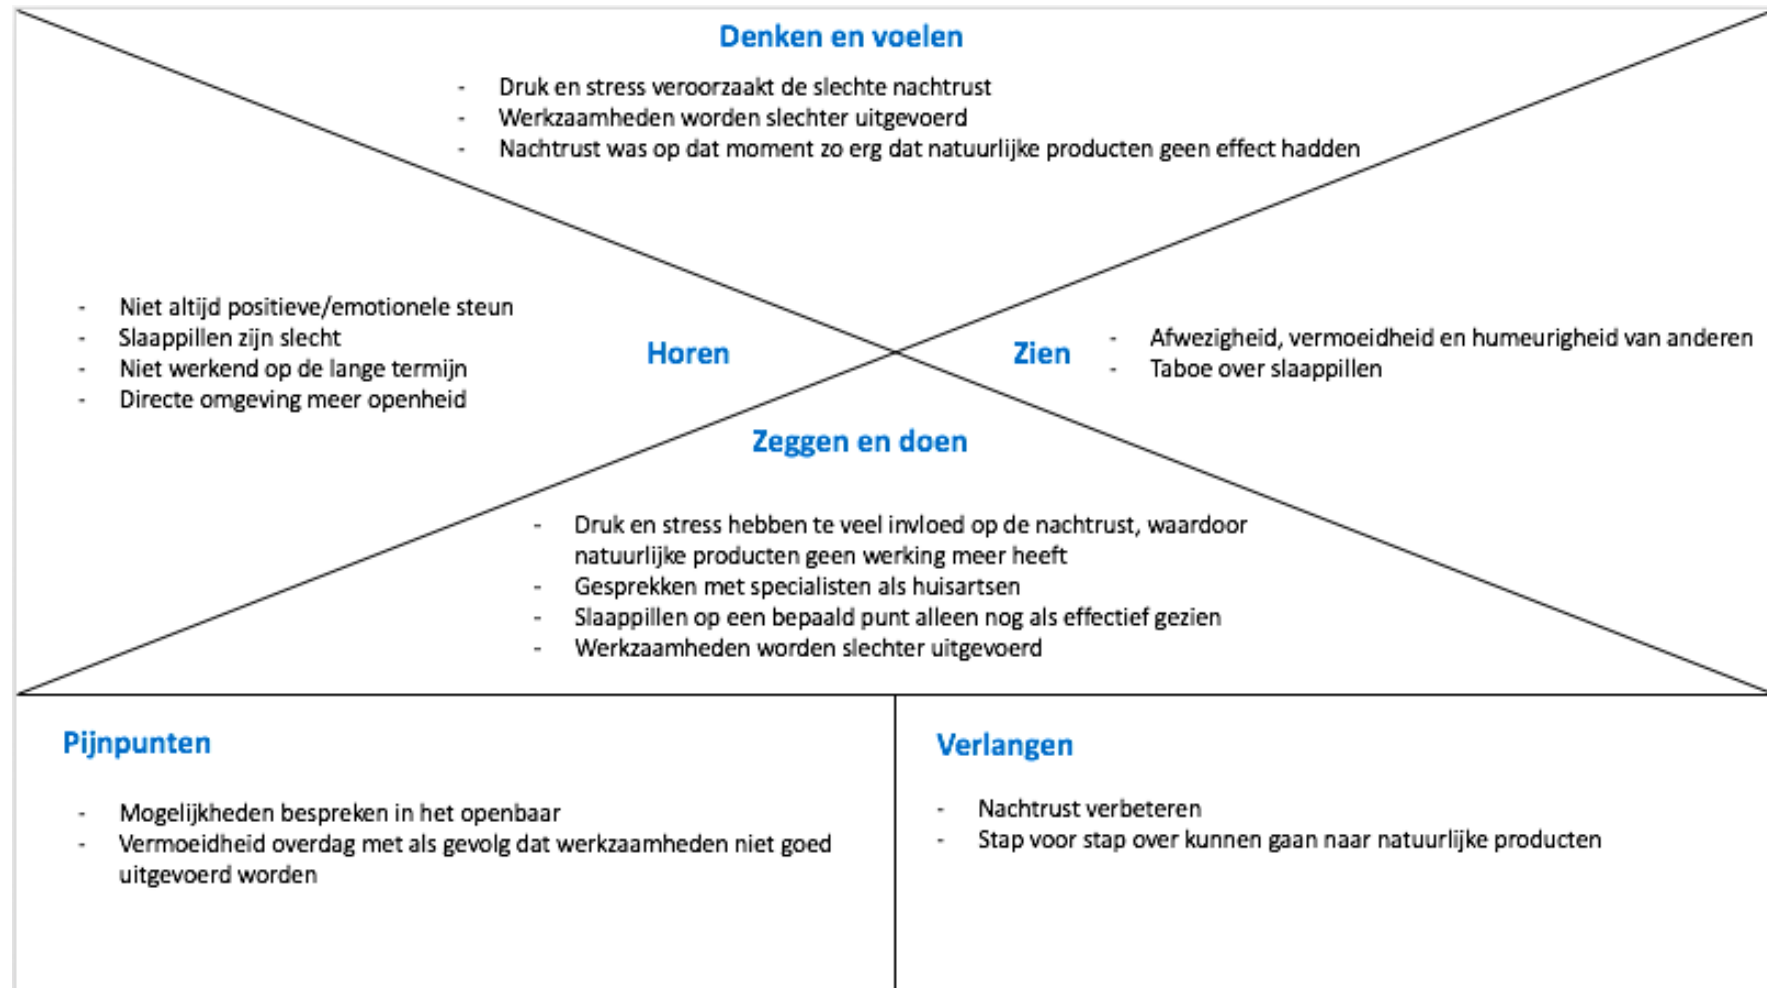 Denken en voelen
- Druk en stress veroorzaakt de slechte nachtrust
- Werkzaamheden worden slechter uitgevoerd
- Nachtrust was op dat moment zo erg dat natuurlijke producten geen effect hadden
Horen
- Niet altijd positieve/emotionele steun
- Slaappillen zijn slecht
- Niet werkend op de lange termijn
- Directe omgeving meer openheid
Zien
- Afwezigheid, vermoeidheid en humeurigheid van anderen
- Taboe over slaappillen
Zeggen en doen
- Druk en stress hebben te veel invloed op de nachtrust, waardoor
natuurlijke producten geen werking meer heeft
- Gesprekken met specialisten als huisartsen
- Slaappillen op een bepaald punt alleen nog als effectief gezien
- Werkzaamheden worden slechter uitgevoerd
Pijnpunten
- Mogelijkheden bespreken in het openbaar
- Vermoeidheid overdag met als gevolg dat werkzaamheden niet goed
uitgevoerd worden
Verlangen
- Nachtrust verbeteren
- Stap voor stap over kunnen gaan naar natuurlijke producten